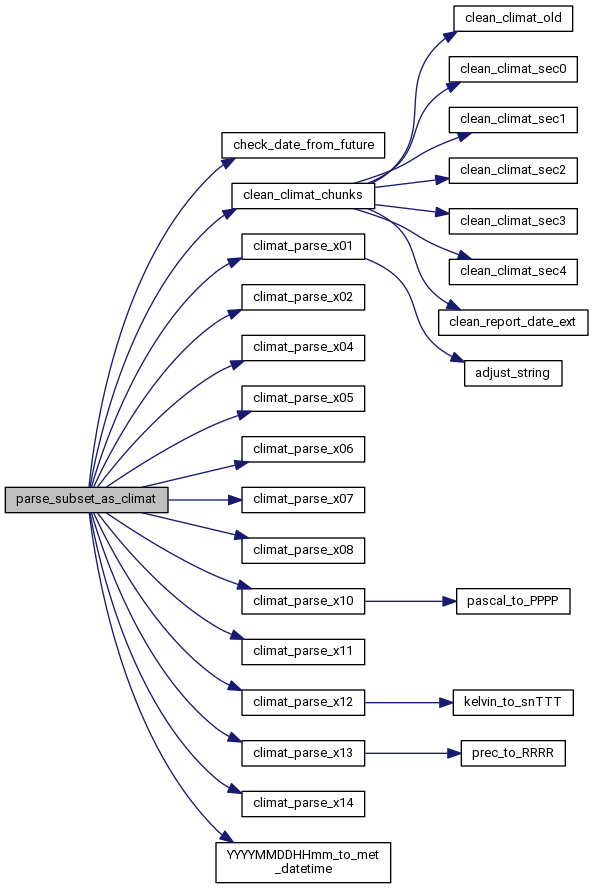 parse_subset_as_climat
check_date_from_future
clean_climat_chunks
climat_parse_x01
climat_parse_x02
climat_parse_x04
climat_parse_x05
climat_parse_x06
climat_parse_x07
climat_parse_x08
climat_parse_x10
climat_parse_x11
climat_parse_x12
climat_parse_x13
climat_parse_x14
YYYYMMDDHHmm_to_met
_datetime
clean_climat_old
clean_climat_sec0
clean_climat_sec1
clean_climat_sec2
clean_climat_sec3
clean_climat_sec4
clean_report_date_ext
adjust_string
pascal_to_PPPP
kelvin_to_snTTT
prec_to_RRRR